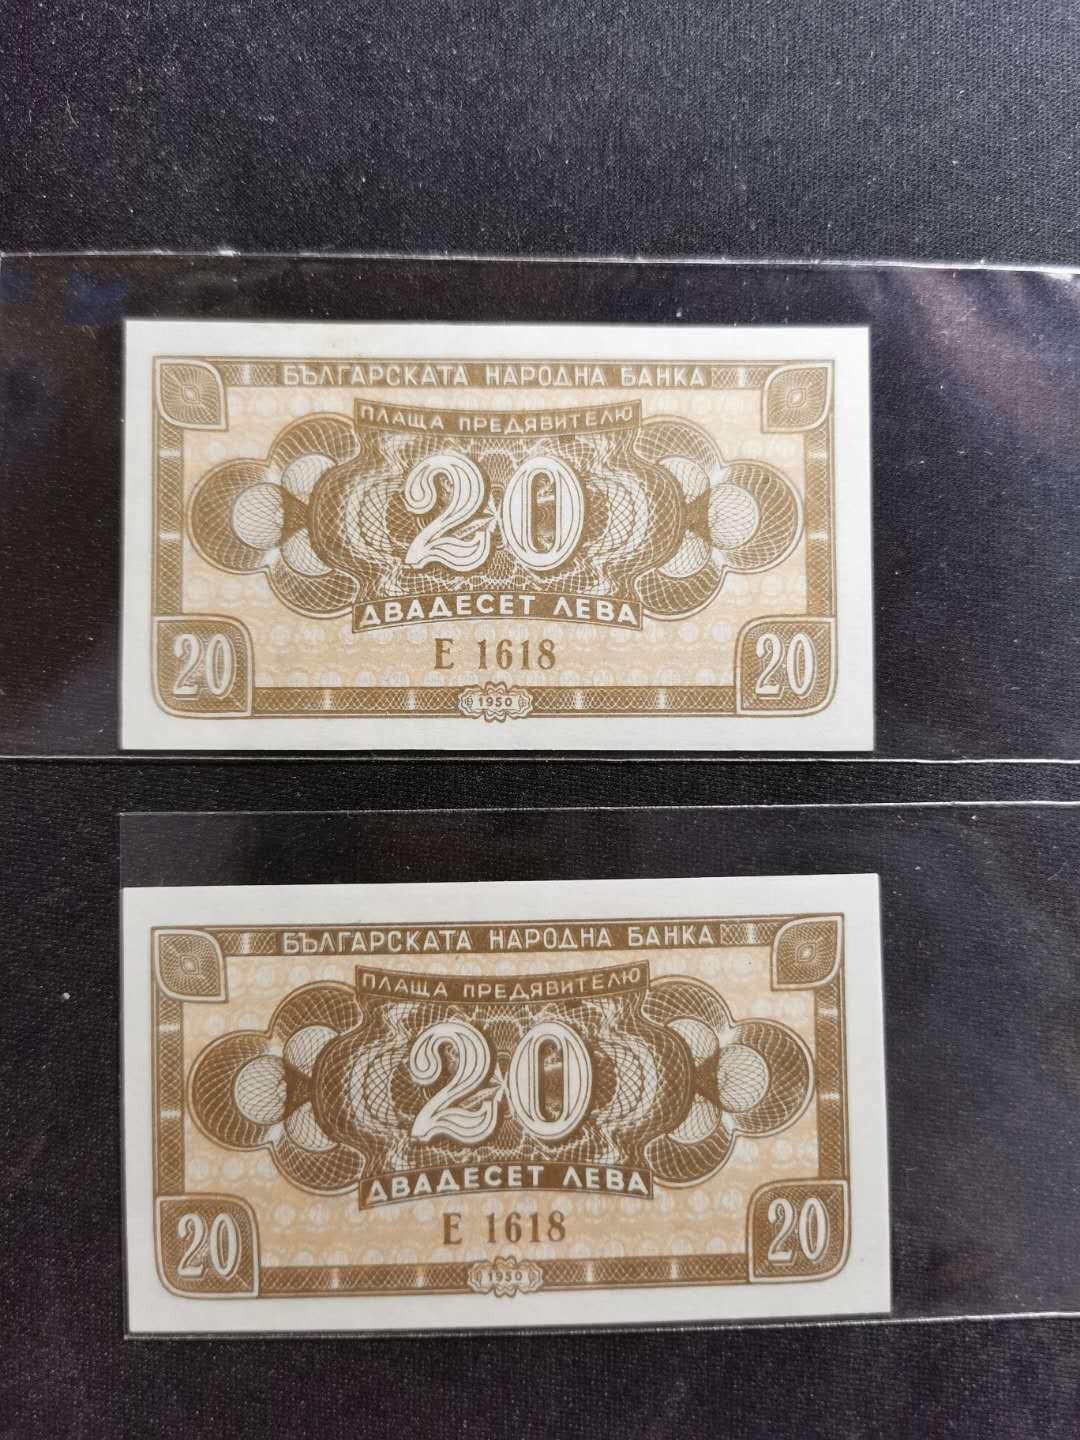 БЪЛГАРСКАТА НАРОДНА БАНКА
ПЛАЩА ПРЕДЯВИТЕЛЮ
20
ДВАДЕСЕТ ЛЕВА
Е 1618
20 20
1950
БЪЛГАРСКАТА НАРОДНА БАНКА
ПЛАЩА ПРЕДЯВИТЕЛЮ
20
ДВАДЕСЕТ ЛЕВА
Е 1618
20 20
1950